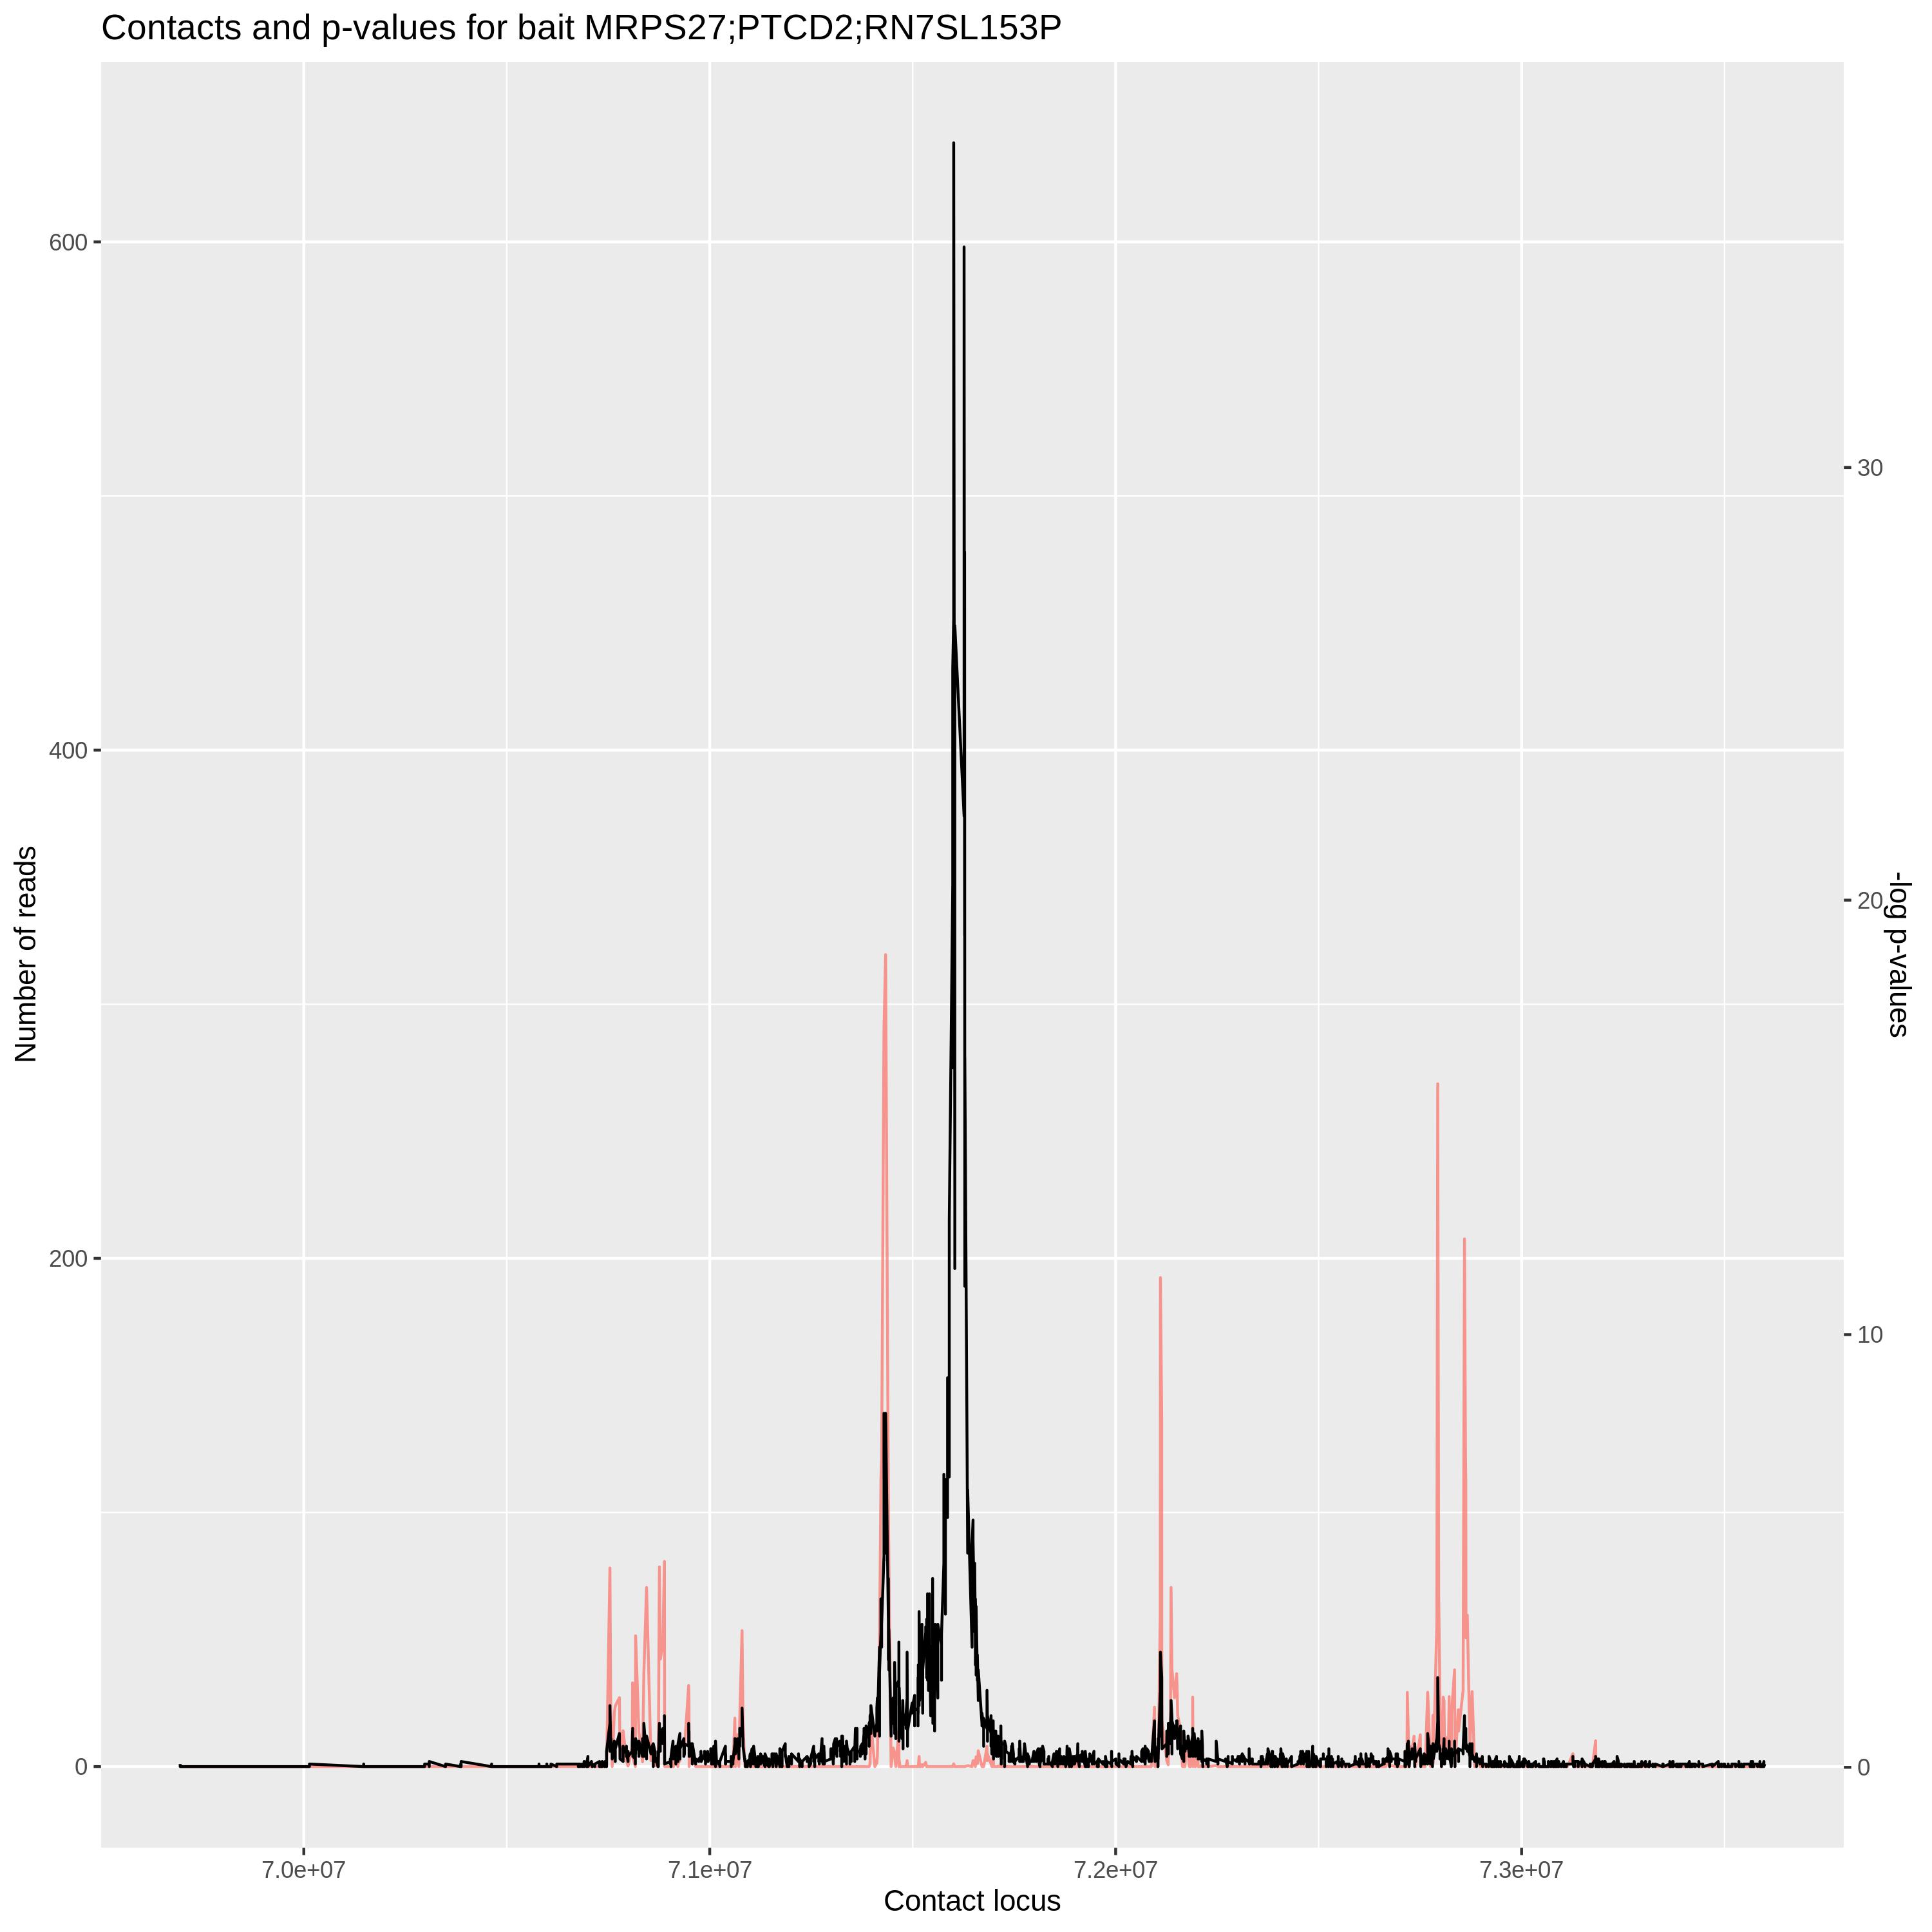 Contacts and p-values for bait MRPS27;PTCD2;RN7SL153P
600
400
200
0
Number of reads
30
20
10
0
-log p-values
7.0e+07
7.1e+07
7.2e+07
7.3e+07
Contact locus